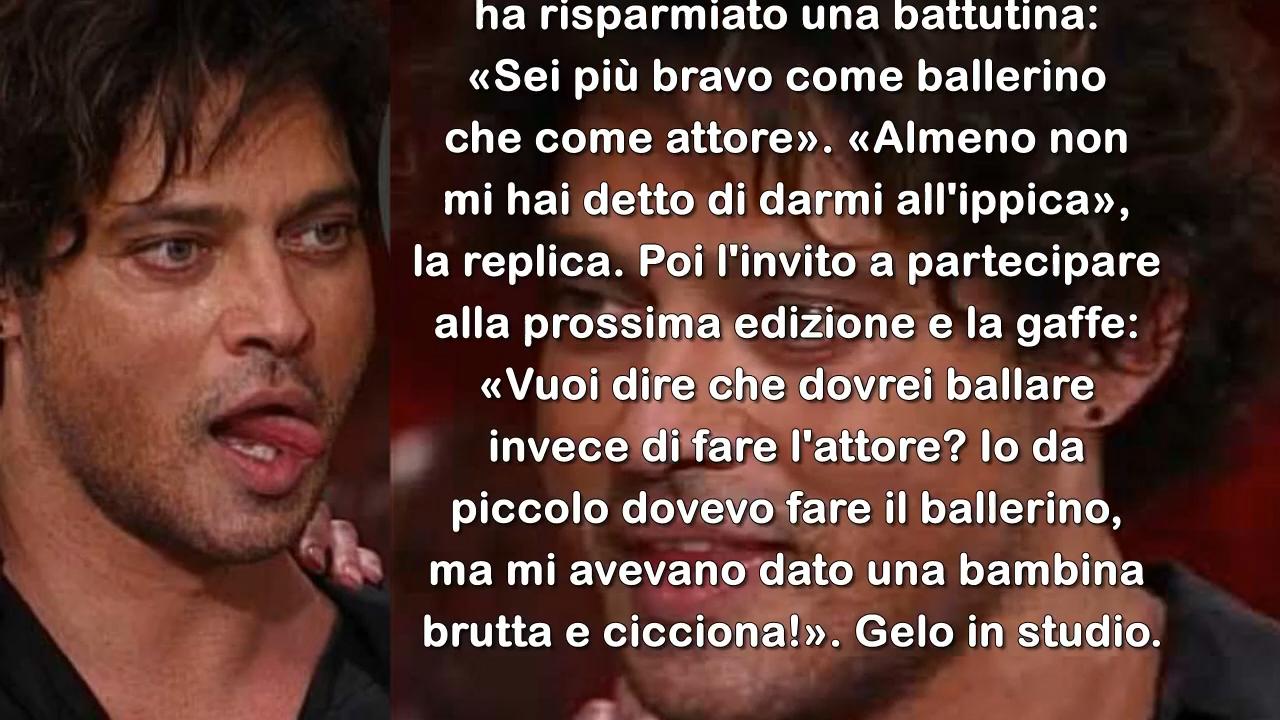 ha risparmiato una battutina:
«Sei più bravo come ballerino
che come attore». «Almeno non
mi hai detto di darmi all'ippica»,
la replica. Poi l'invito a partecipare
alla prossima edizione e la gaffe:
«Vuoi dire che dovrei ballare
invece di fare l'attore? Io da
piccolo dovevo fare il ballerino,
ma mi avevano dato una bambina
brutta e cicciona!». Gelo in studio.